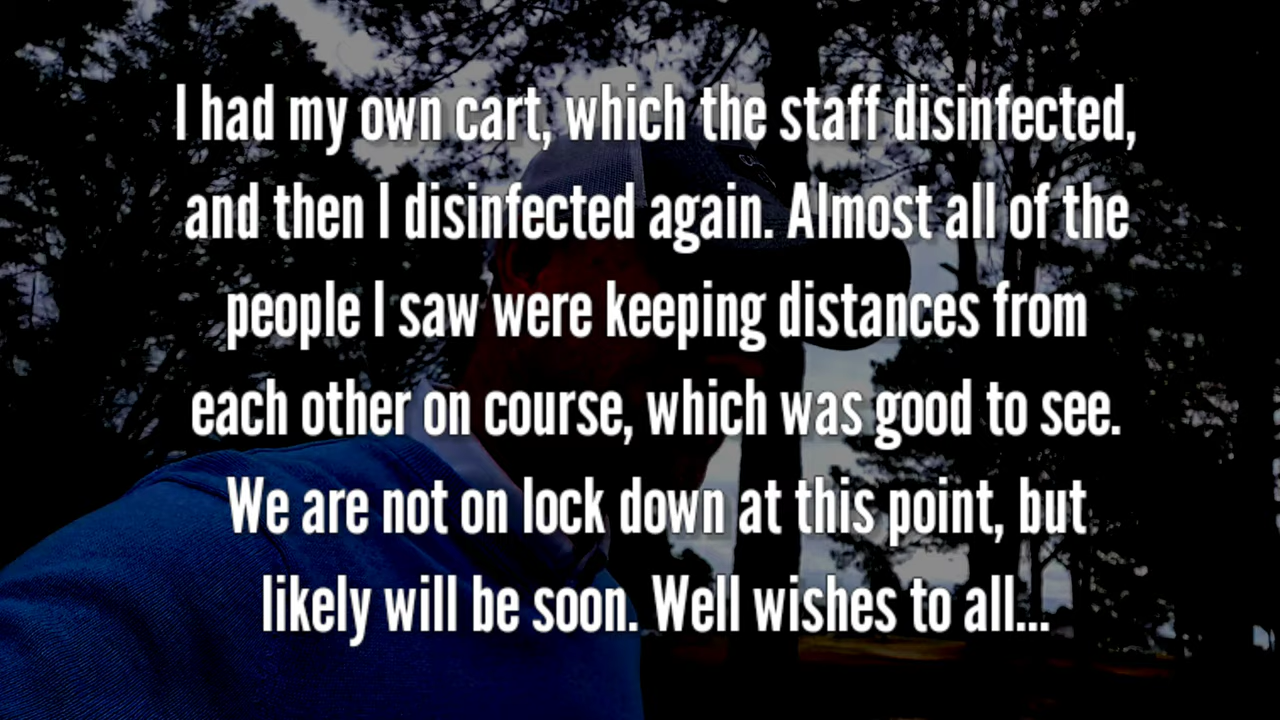 I had my own cart, which the staff disinfected,
and then I disinfected again. Almost all of the
people I saw were keeping distances from
each other on course, which was good to see.
We are not on lock down at this point, but
likely will be soon. Well wishes to all...